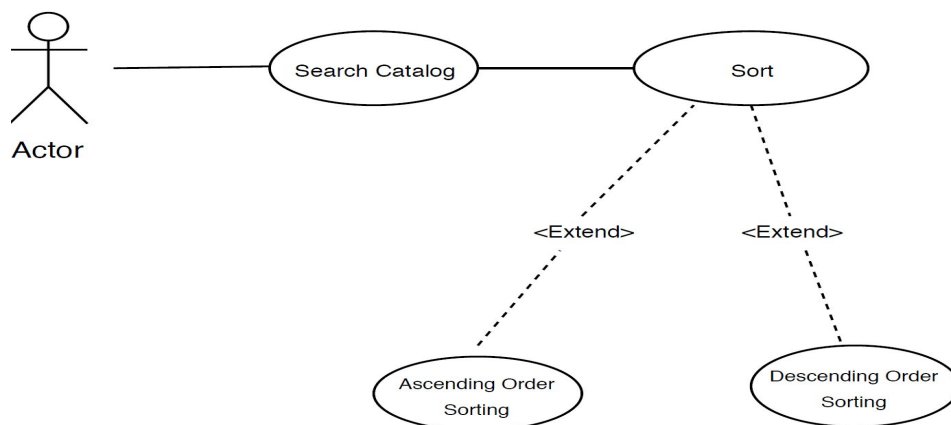 Search Catalog
Sort
Actor
<Extend>
<Extend>
Ascending Order
Sorting
Descending Order
Sorting